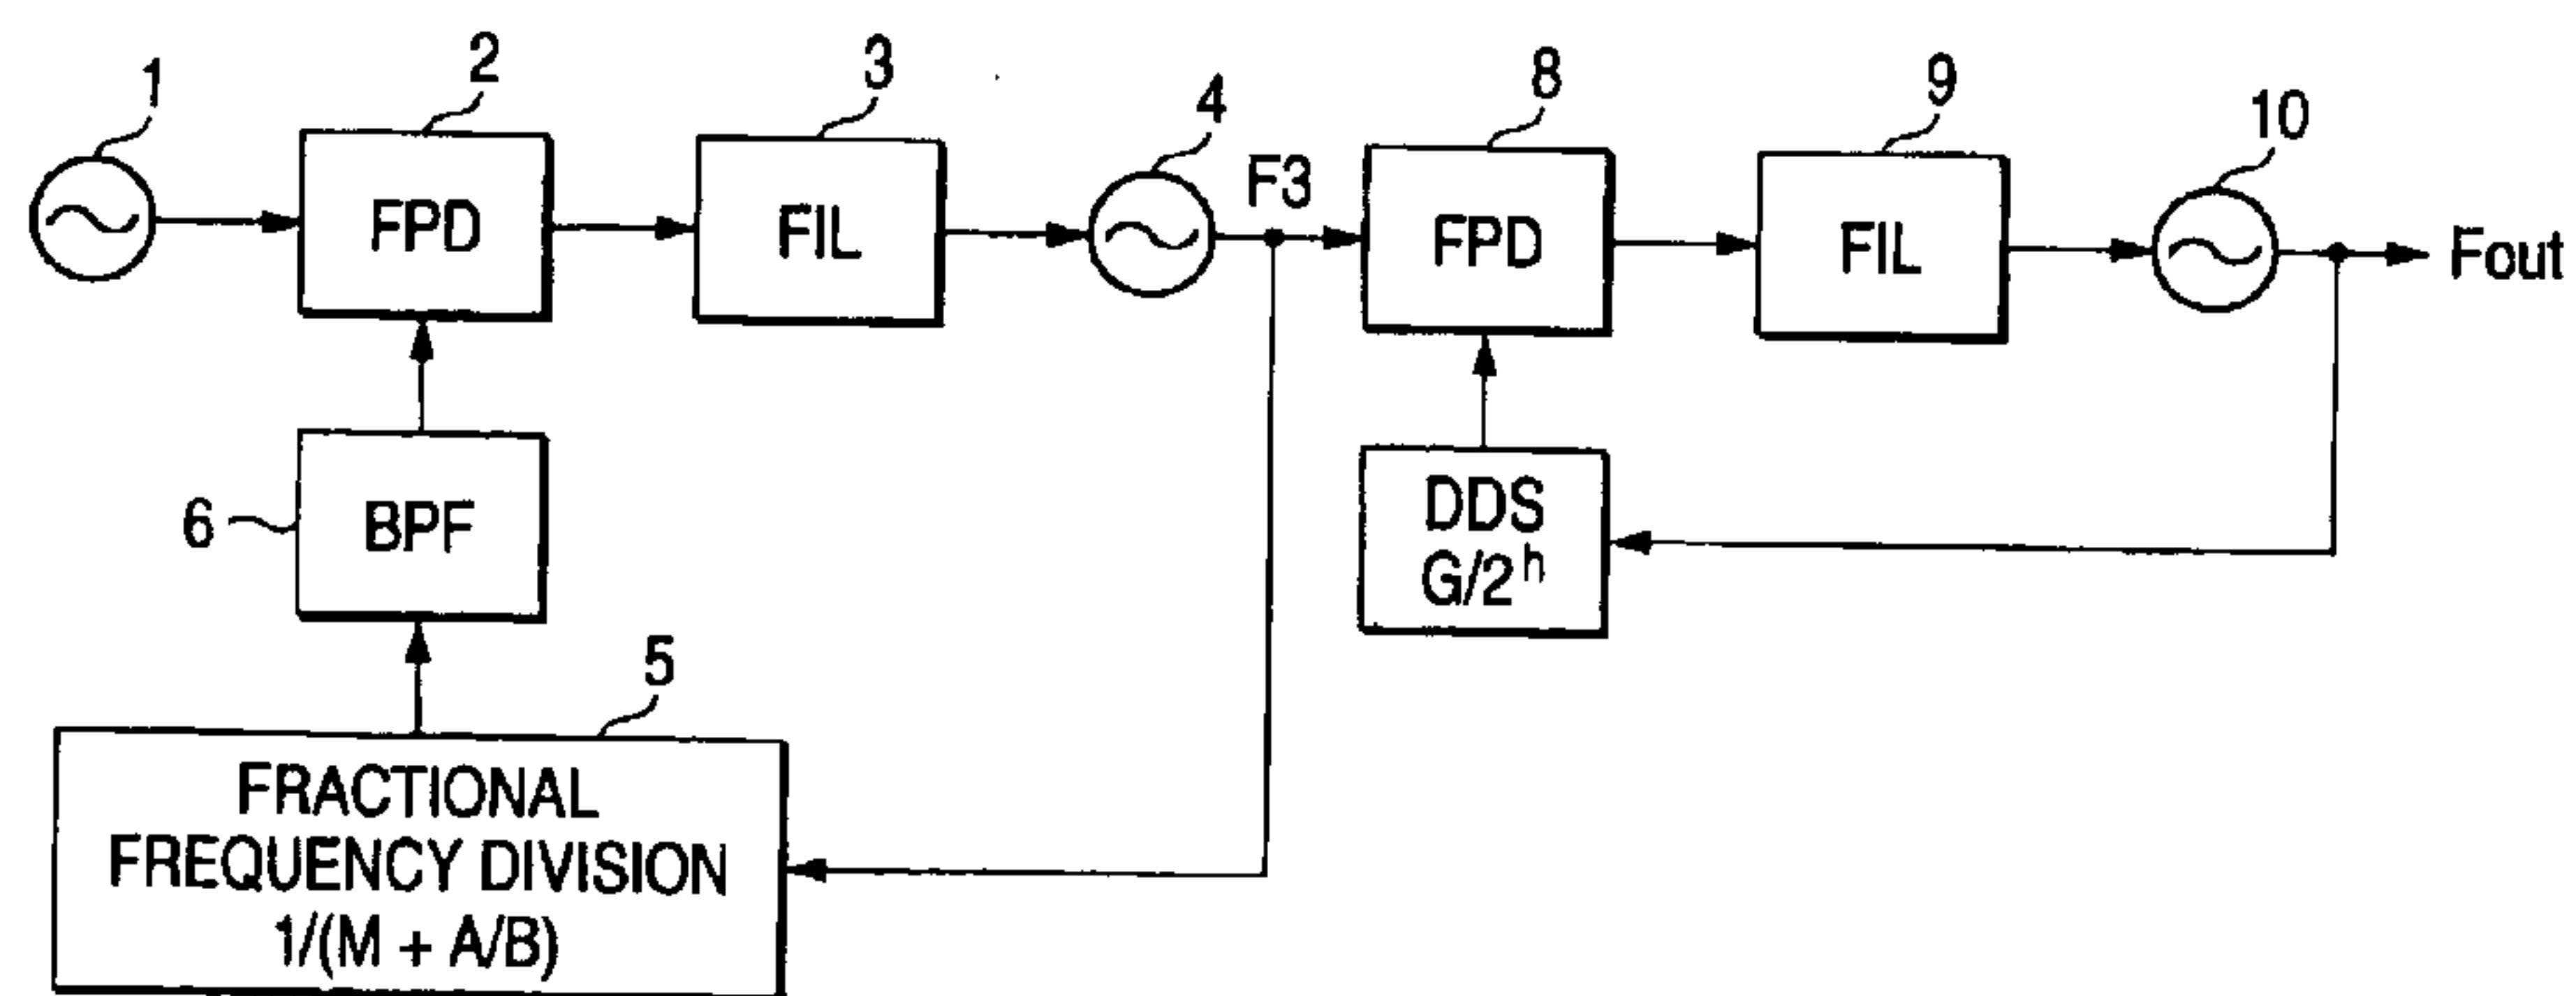 1
2
3
4
8
9
10
FPD
FIL
F3
FPD
FIL
Fout
6
BPF
DDS
G/2^h
5
FRACTIONAL
FREQUENCY DIVISION
1/(M + A/B)